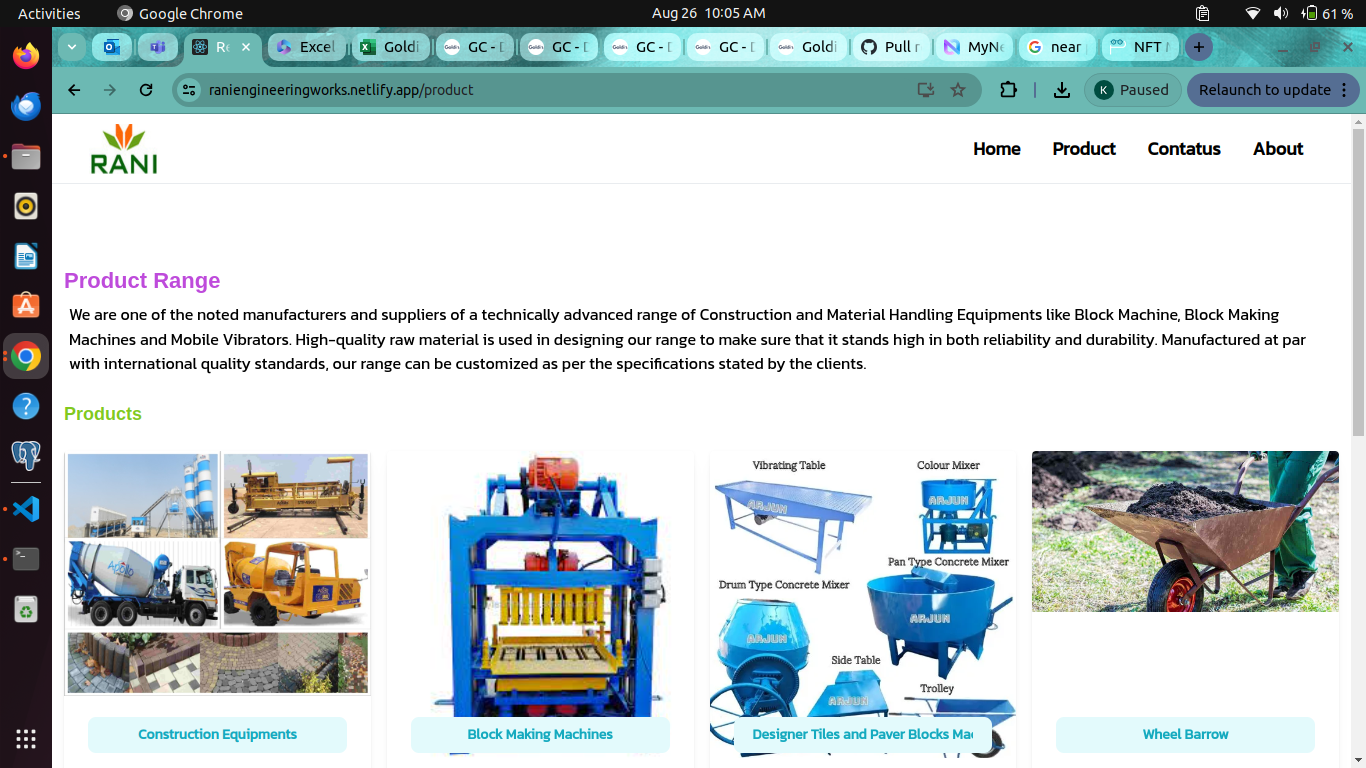 Activities
Google Chrome
Aug 26 10:05 AM
61 %
Re
Excel
Goldi
GC - D
GC - D
GC - D
GC - D
Goldi
Pull r
MyNe
near
NFT M
raniengineeringworks.netlify.app/product
K
Paused
Relaunch to update
RANI
Home
Product
Contatus
About
Product Range
We are one of the noted manufacturers and suppliers of a technically advanced range of Construction and Material Handling Equipments like Block Machine, Block Making
Machines and Mobile Vibrators. High-quality raw material is used in designing our range to make sure that it stands high in both reliability and durability. Manufactured at par
with international quality standards, our range can be customized as per the specifications stated by the clients.
Products
Apollo
Vibrating Table
Colour Mixer
ARJUN
ARJUN
Pan Type Concrete Mixer
Drum Type Concrete Mixer
ARJUN
ARJUN
Side Table
ARJUN
Trolley
Construction Equipments
Block Making Machines
Designer Tiles and Paver Blocks Mac
Wheel Barrow